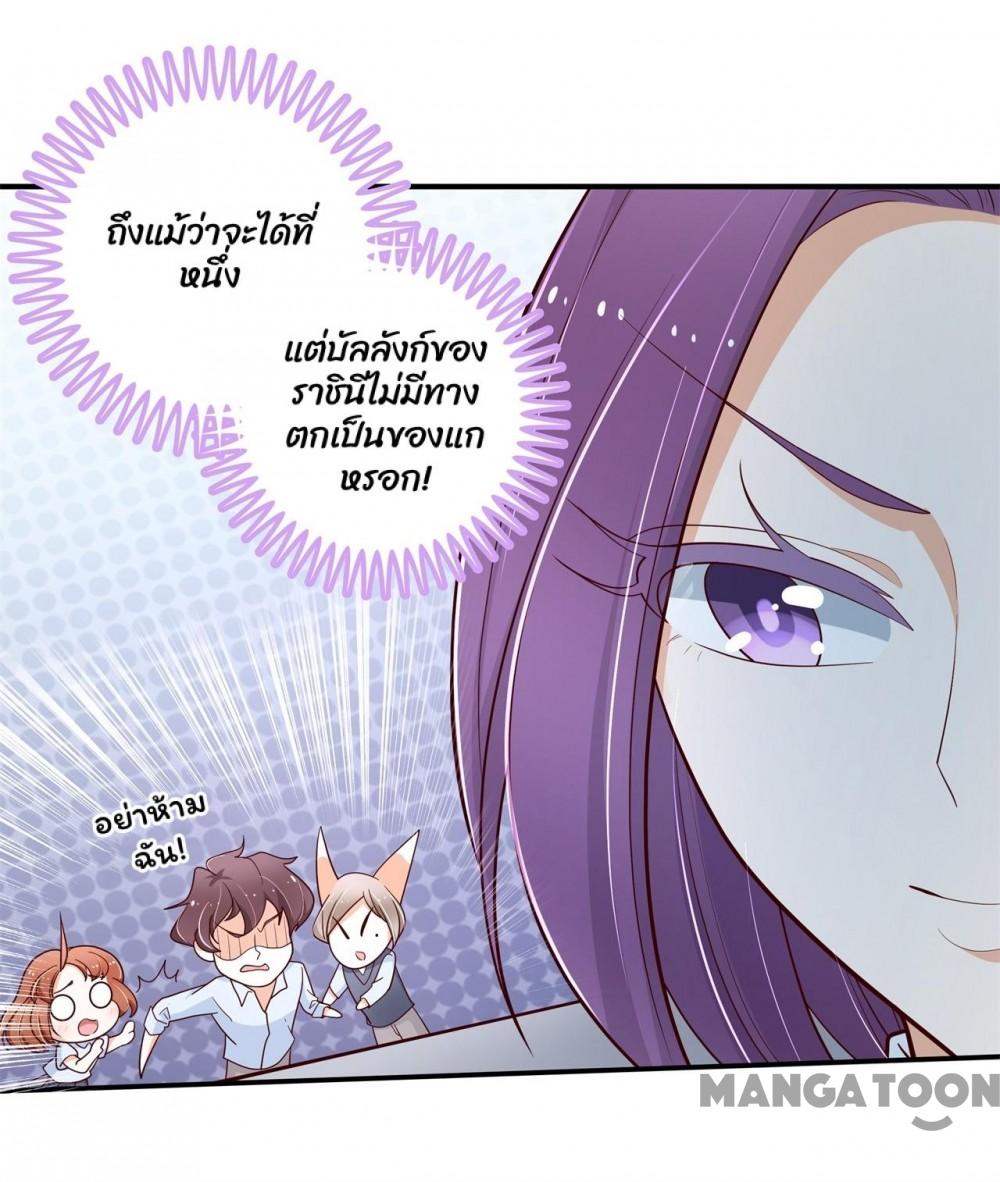 ถึงแม้ว่าจะได้ที่
หนึ่ง
แต่บัลลังก์ของ
ราชินีไม่มีทาง
ตกเป็นของแก
หรอก!
อย่าห้าม
ฉัน!
MANGATOON